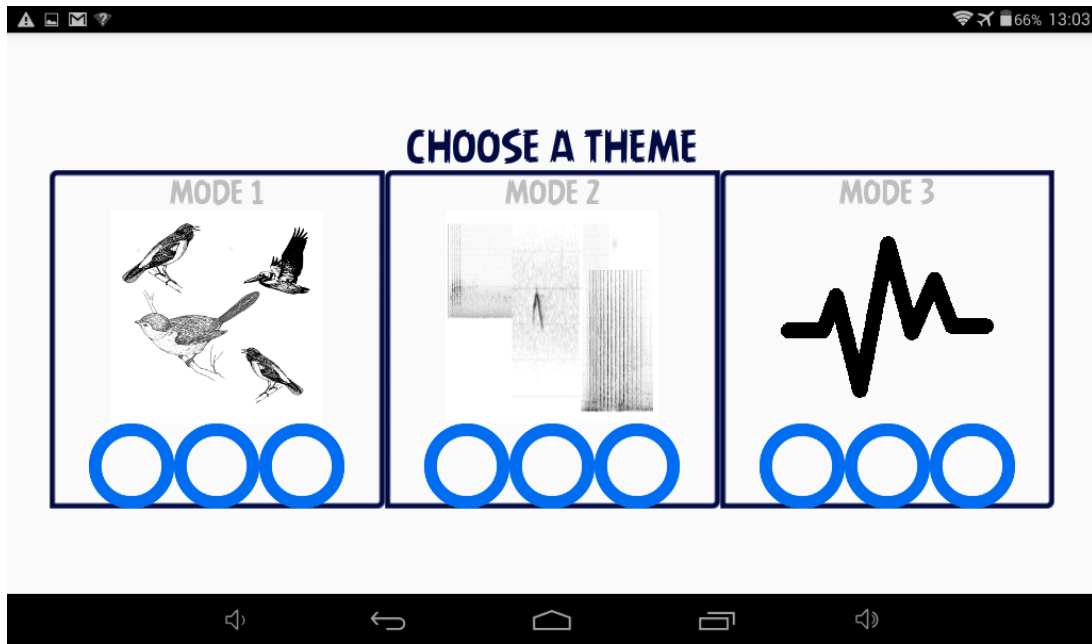 66% 13:03
CHOOSE A THEME
MODE 1
MODE 2
MODE 3